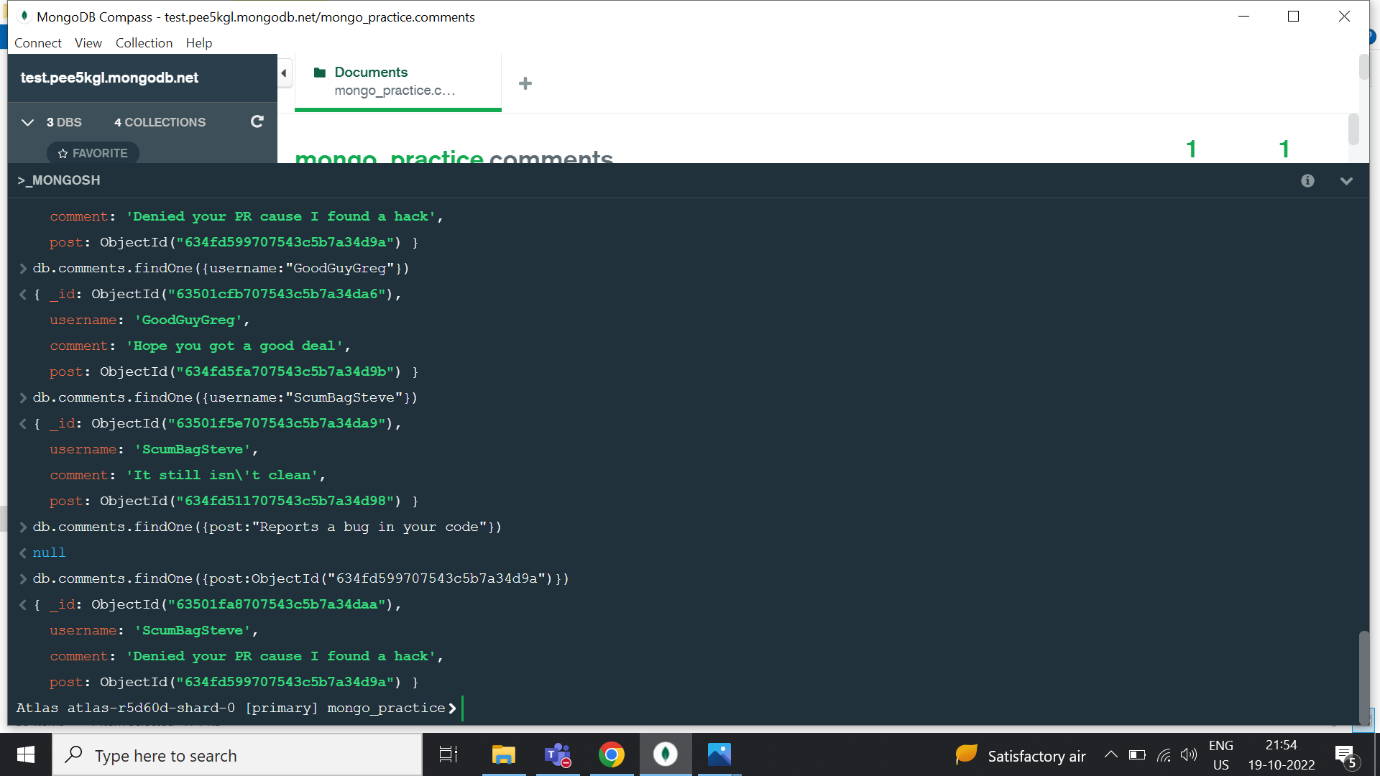 MongoDB Compass - test.pee5kgl.mongodb.net/mongo_practice.comments
Connect View Collection Help
test.pee5kgl.mongodb.net
Documents
mongo_practice.c...
3 DBS 4 COLLECTIONS
FAVORITE
mongo_practice.comments
1 1
>_MONGOSH
comment: 'Denied your PR cause I found a hack',
post: ObjectId("634fd599707543c5b7a34d9a") }
> db.comments.findOne({username:"GoodGuyGreg"})
< { _id: ObjectId("63501cfb707543c5b7a34da6"),
username: 'GoodGuyGreg',
comment: 'Hope you got a good deal',
post: ObjectId("634fd5fa707543c5b7a34d9b") }
> db.comments.findOne({username:"ScumBagSteve"})
< { _id: ObjectId("63501f5e707543c5b7a34da9"),
username: 'ScumBagSteve',
comment: 'It still isn\'t clean',
post: ObjectId("634fd511707543c5b7a34d98") }
> db.comments.findOne({post:"Reports a bug in your code"})
< null
> db.comments.findOne({post:ObjectId("634fd599707543c5b7a34d9a")})
< { _id: ObjectId("63501fa8707543c5b7a34daa"),
username: 'ScumBagSteve',
comment: 'Denied your PR cause I found a hack',
post: ObjectId("634fd599707543c5b7a34d9a") }
Atlas atlas-r5d60d-shard-0 [primary] mongo_practice>
Type here to search
Satisfactory air
ENG
US
21:54
19-10-2022
5